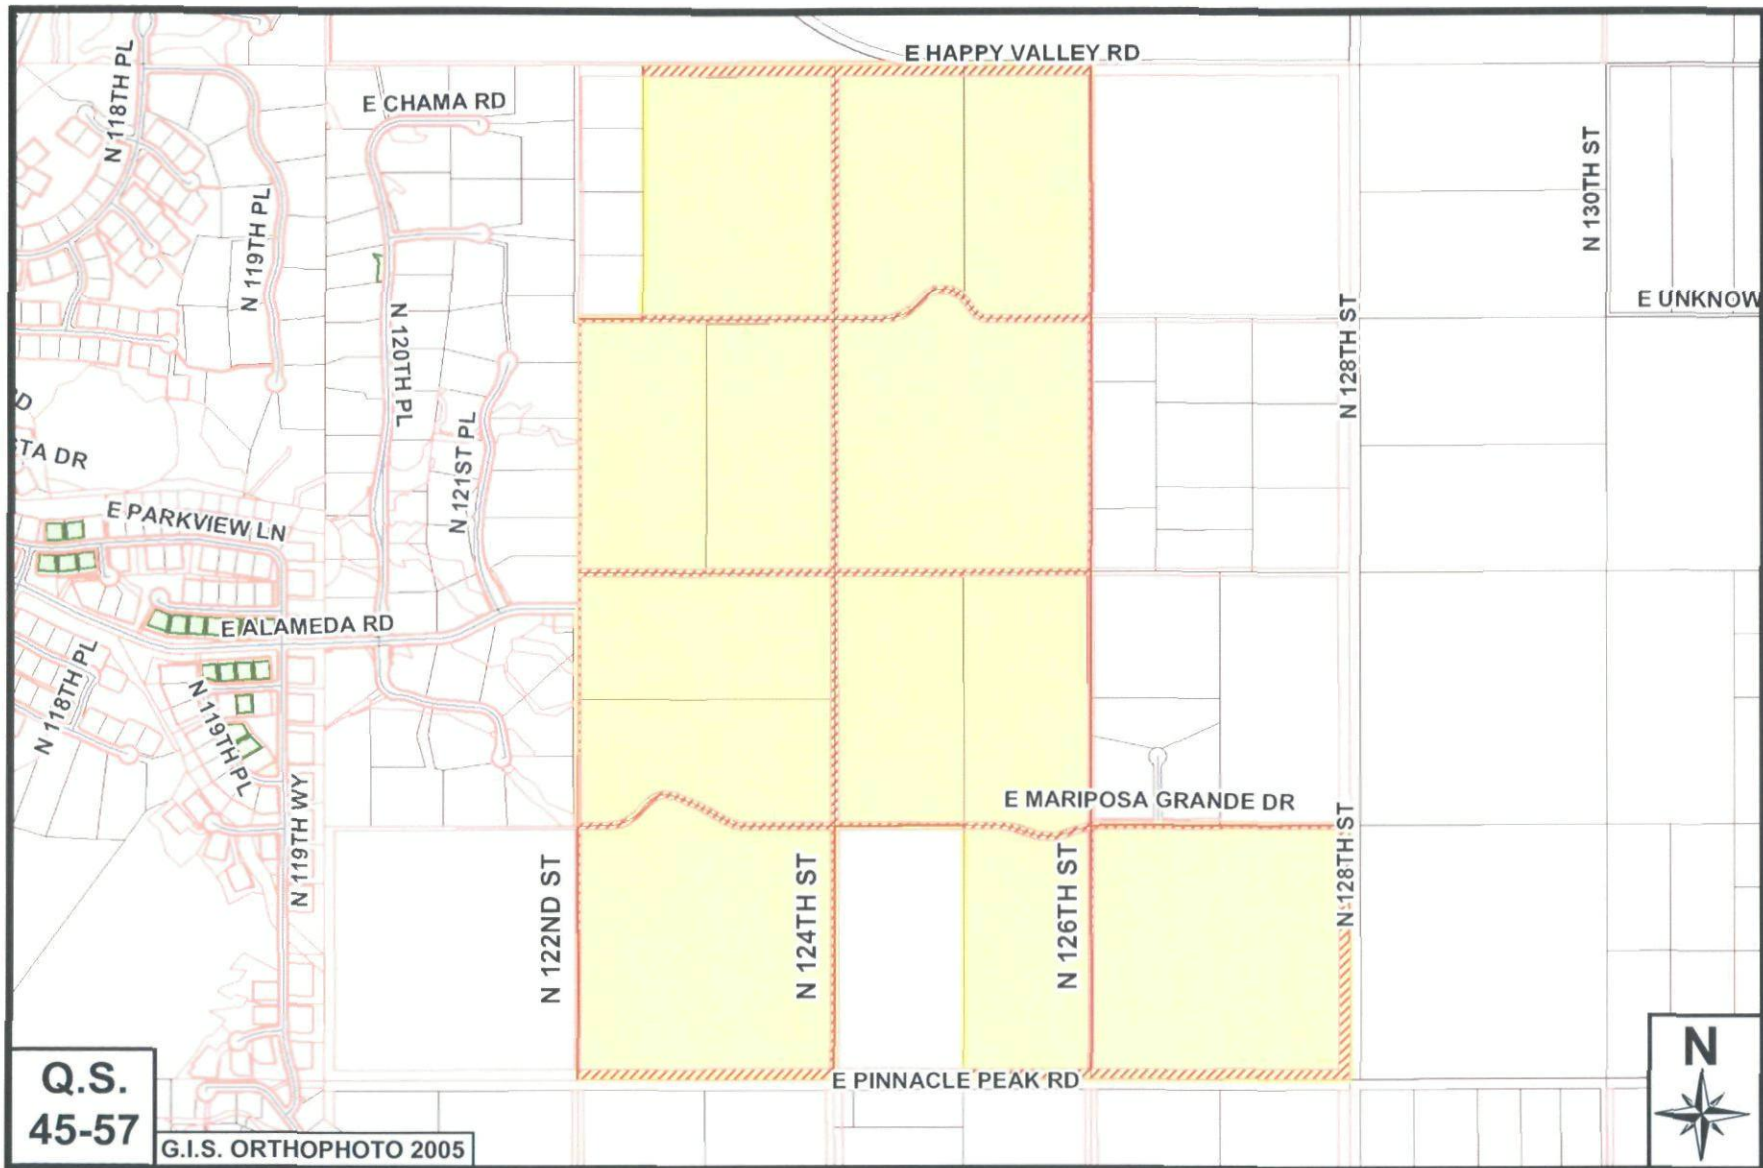 E HAPPY VALLEY RD
N 118TH PL
E CHAMA RD
N 119TH PL
N 130TH ST
E UNKNOW
N 128TH ST
N 120TH PL
N 121ST PL
D
STA DR
E PARKVIEW LN
E ALAMEDA RD
N 118TH PL
N 119TH PL
N 119TH WY
E MARIPOSA GRANDE DR
N 128TH ST
N 122ND ST
N 124TH ST
N 126TH ST
E PINNACLE PEAK RD
Q.S.
45-57
G.I.S. ORTHOPHOTO 2005
N